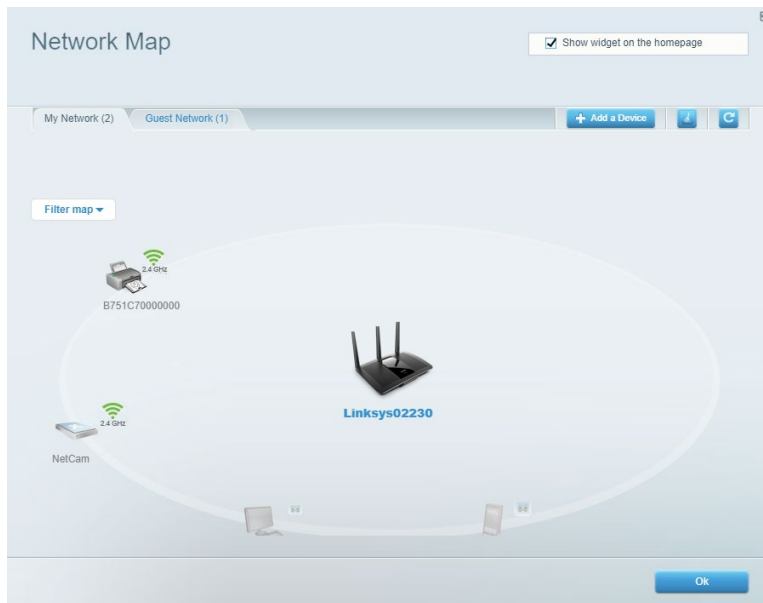 Network Map
Show widget on the homepage
My Network (2)
Guest Network (1)
Add a Device
Filter map
2.4 GHz
B751C70000000
Linksys02230
2.4 GHz
NetCam
Ok